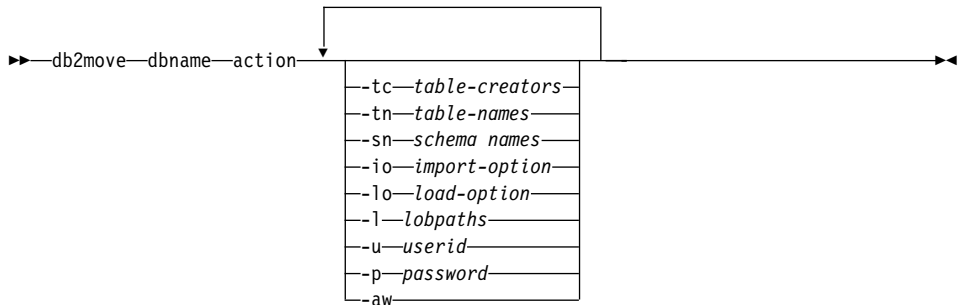 db2move dbname action
-tc table-creators
-tn table-names
-sn schema names
-io import-option
-lo load-option
-l lobpaths
-u userid
-p password
-aw